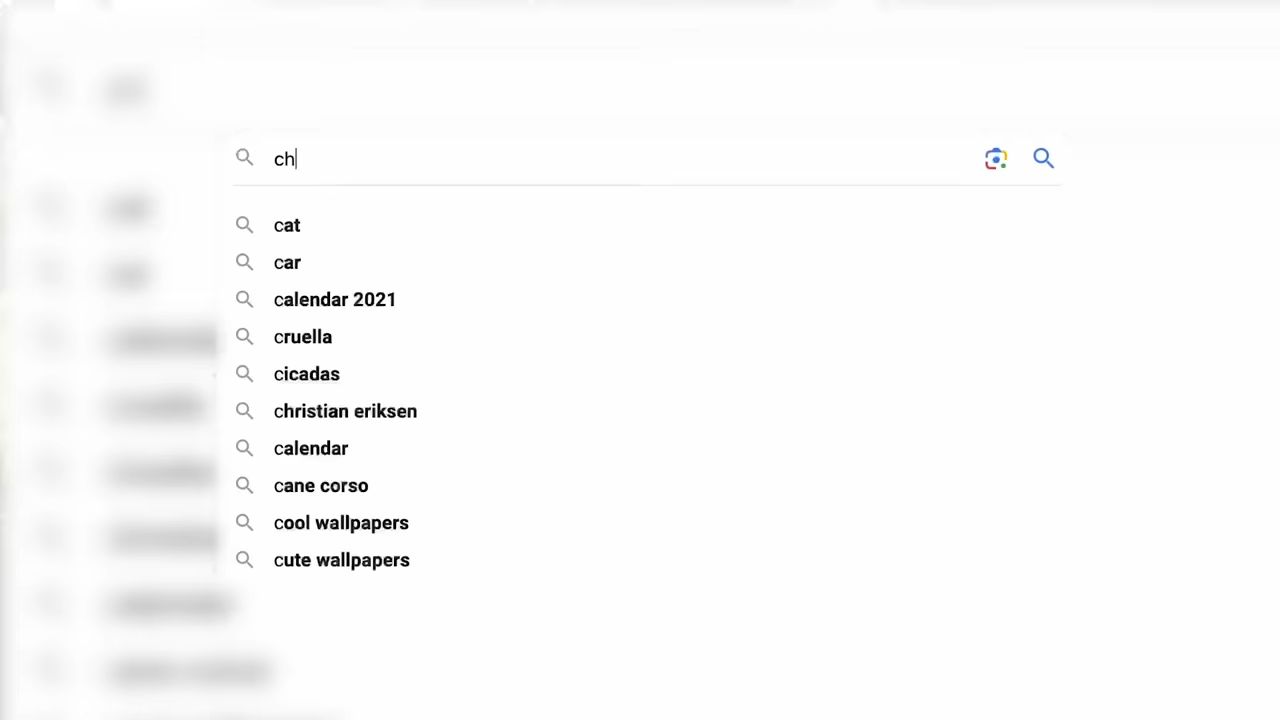 ch
cat
car
calendar 2021
cruella
cicadas
christian eriksen
calendar
cane corso
cool wallpapers
cute wallpapers